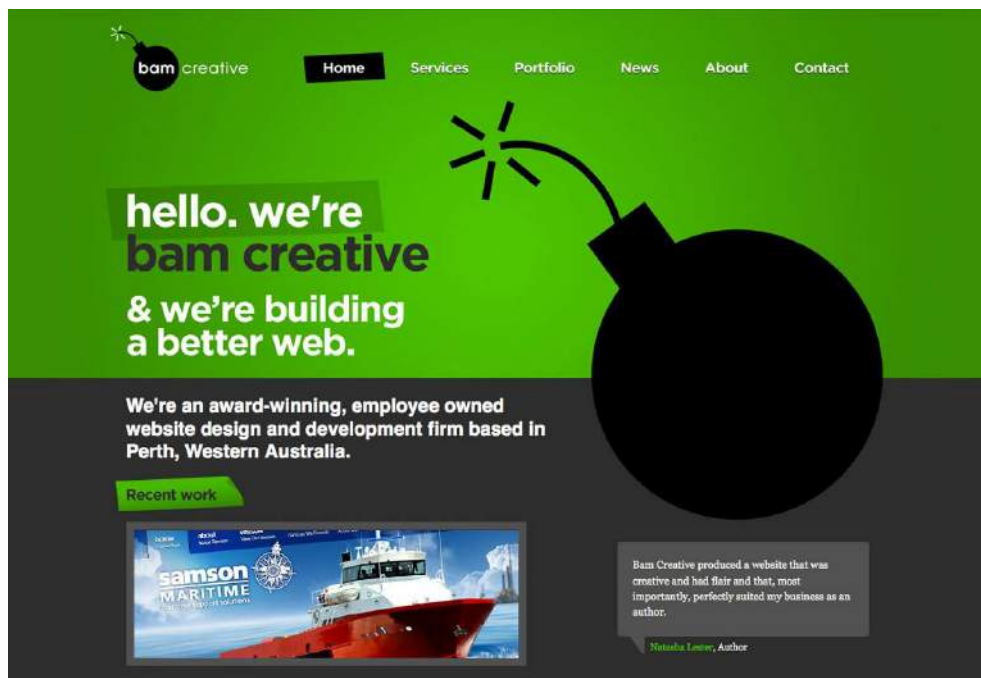 bam creative
Home Services Portfolio News About Contact
hello. we're
bam creative
& we're building
a better web.
We're an award-winning, employee owned
website design and development firm based in
Perth, Western Australia.
Recent work
samson
MARITIME
Bam Creative produced a website that was
creative and had flair and that, most
importantly, perfectly suited my business as an
author.
Natasha Lester, Author